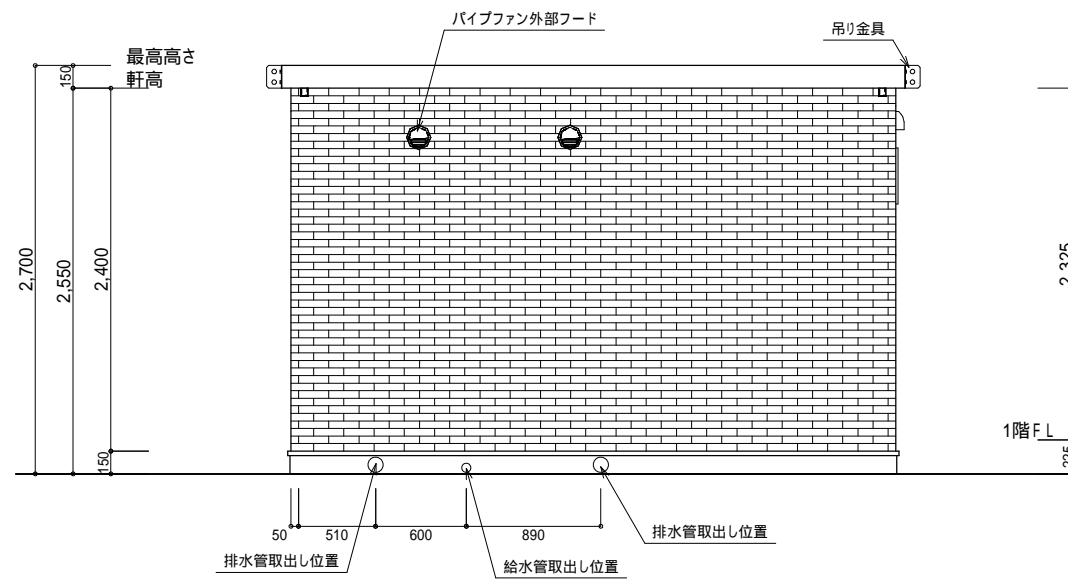 パイプファン外部フード
吊り金具
最高高さ
軒高
150
2,700
2,550
2,400
2,325
1階ＦＬ
150
225
50
510
600
890
排水管取出し位置
給水管取出し位置
排水管取出し位置